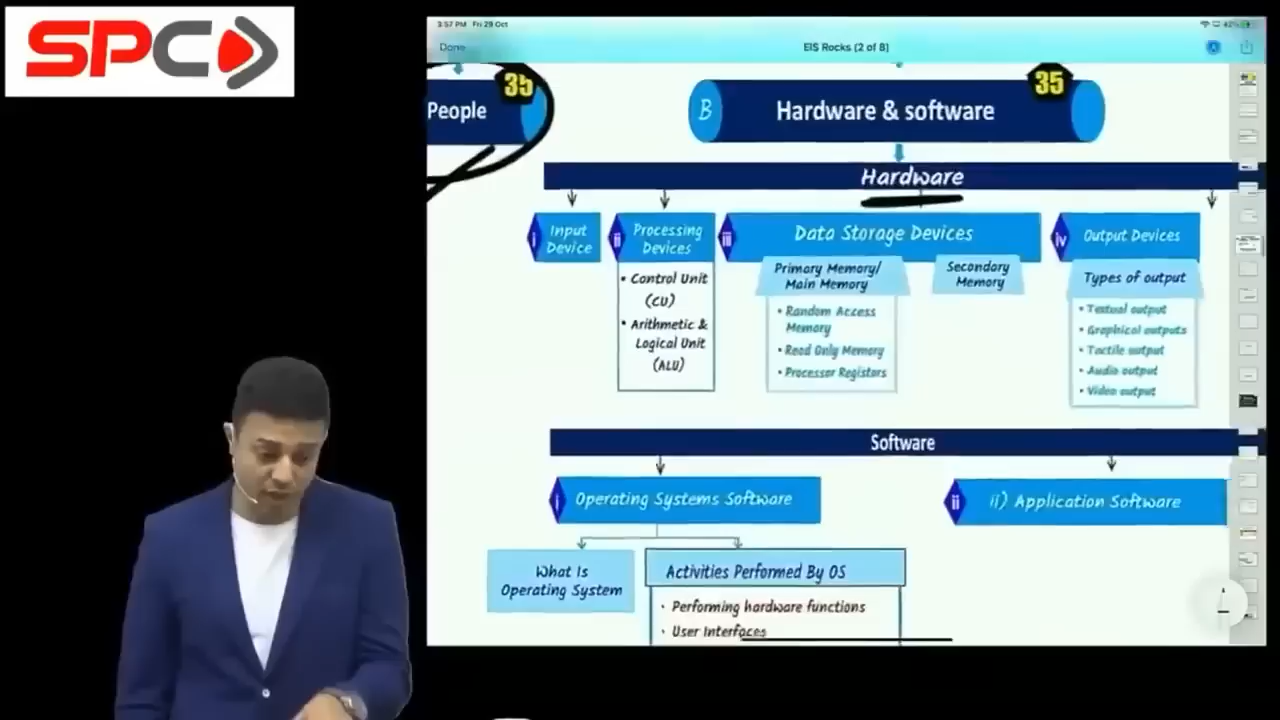 SPC
3:57 PM Fri 29 Oct
42%
Done
EIS Rocks (2 of 8)
People
35
B
Hardware & software
35
Hardware
i
Input
Device
ii
Processing
Devices
• Control Unit
(CU)
• Arithmetic &
Logical Unit
(ALU)
iii
Data Storage Devices
Primary Memory/
Main Memory
• Random Access
Memory
• Read Only Memory
• Processor Registors
Secondary
Memory
iv
Output Devices
Types of output
• Textual output
• Graphical outputs
• Tactile output
• Audio output
• Video output
Software
i
Operating Systems Software
What Is
Operating System
Activities Performed By OS
• Performing hardware functions
• User Interfaces
ii
ii) Application Software